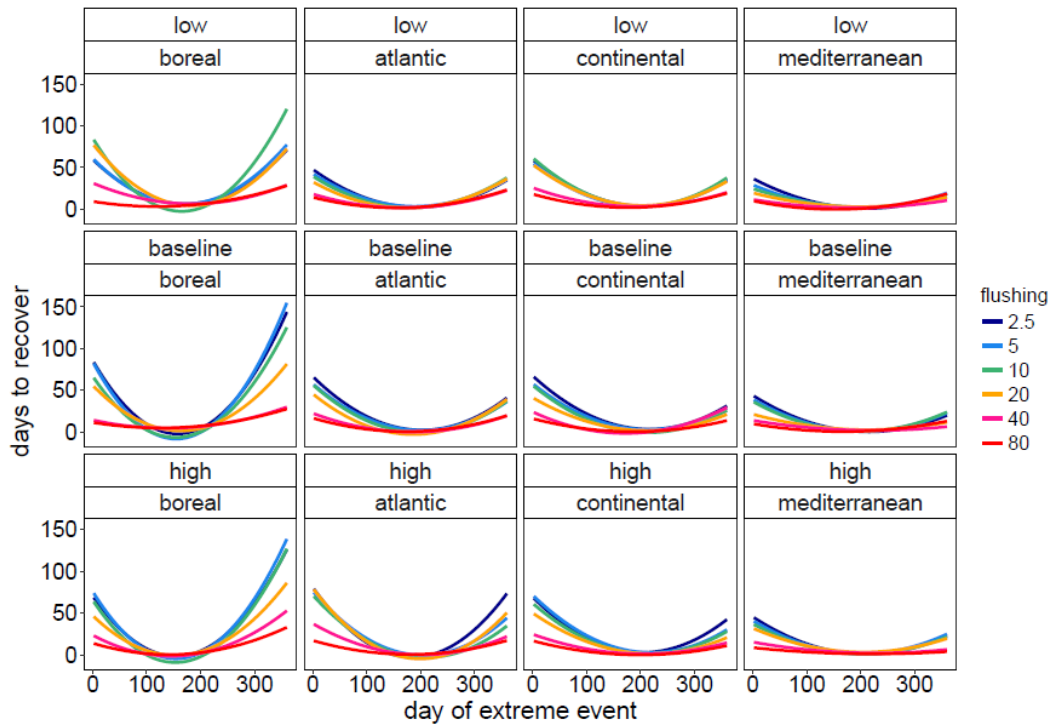 low low low low
boreal atlantic continental mediterranean
150
100
50
0
baseline baseline baseline baseline
boreal atlantic continental mediterranean
150
100
50
0
high high high high
boreal atlantic continental mediterranean
150
100
50
0
0 100 200 300 0 100 200 300 0 100 200 300 0 100 200 300
day of extreme event
days to recover
flushing
2.5
5
10
20
40
80